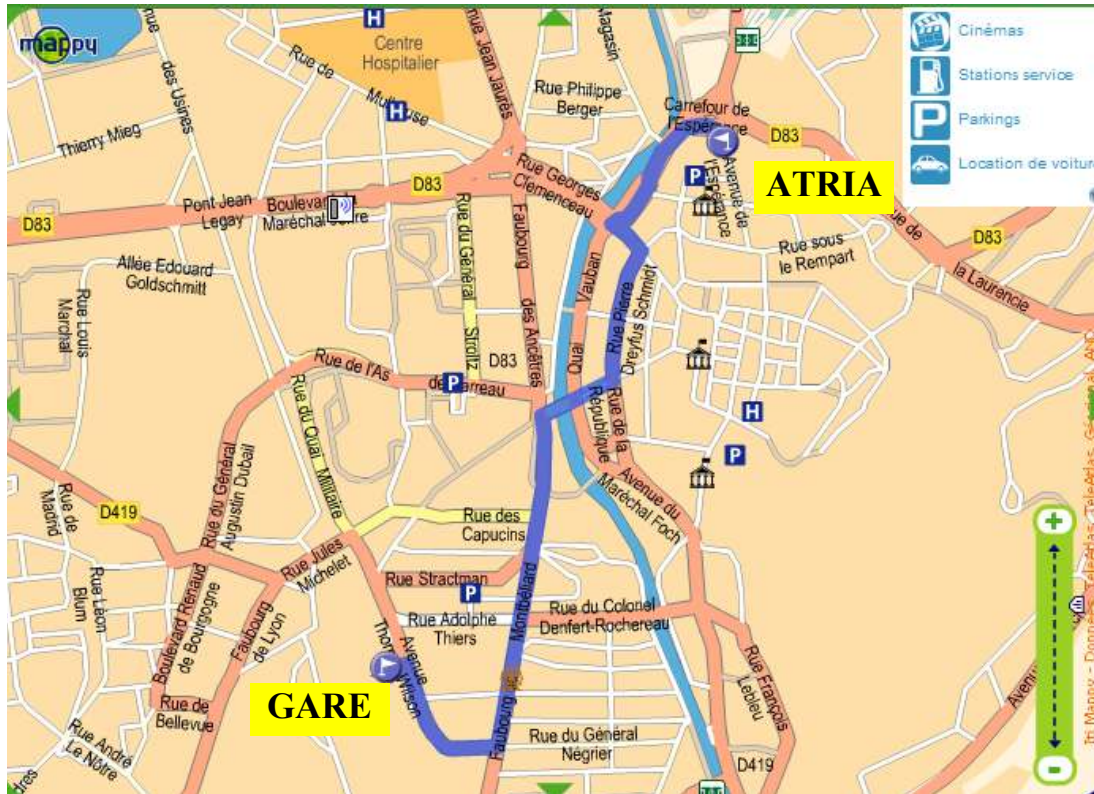 mappy
Centre
Hospitalier
H
Rue de
Mulhouse
H
des Usines
Thierry Mieg
nue Jean Jaurès
Magasin
Rue Philippe
Berger
Carrefour de
l'Espérance
D83
ATRIA
P
Avenue de
l'Espérance
Cinémas
Stations service
P
Parkings
Location de voitur
Rue Georges
Clemenceau
D83
Pont Jean
Legay
Boulevard
D83
Faubourg
des Ancêtres
Rue du Général
Stroltz
Allée Edouard
Goldschmitt
Rue Louis
Marchal
Quai
Vauban
Rue Pierre
Dreyfus Schmidt
Rue sous
le Rempart
D83
la Laurencie
D83
Rue de l'As
P
Rue du Quai
Militaire
Rue du Général
Augustin Dubail
Rue de la
République
H
P
Avenue du
Maréchal Foch
D419
Rue de
Madrid
Rue des
Capucins
Rue Jules
Michelet
Rue Stractman
P
Rue Adolphe
Thiers
Rue du Colonel
Denfert-Rochereau
Rue Léon
Blum
Boulevard Renaud
de Bourgogne
Faubourg
de Lyon
Avenue
Wilson
Faubourg
Montbéliard
GARE
Rue de
Bellevue
Rue André
Le Nôtre
Rue du Général
Négrier
Rue François
Lebleu
D419
+
-